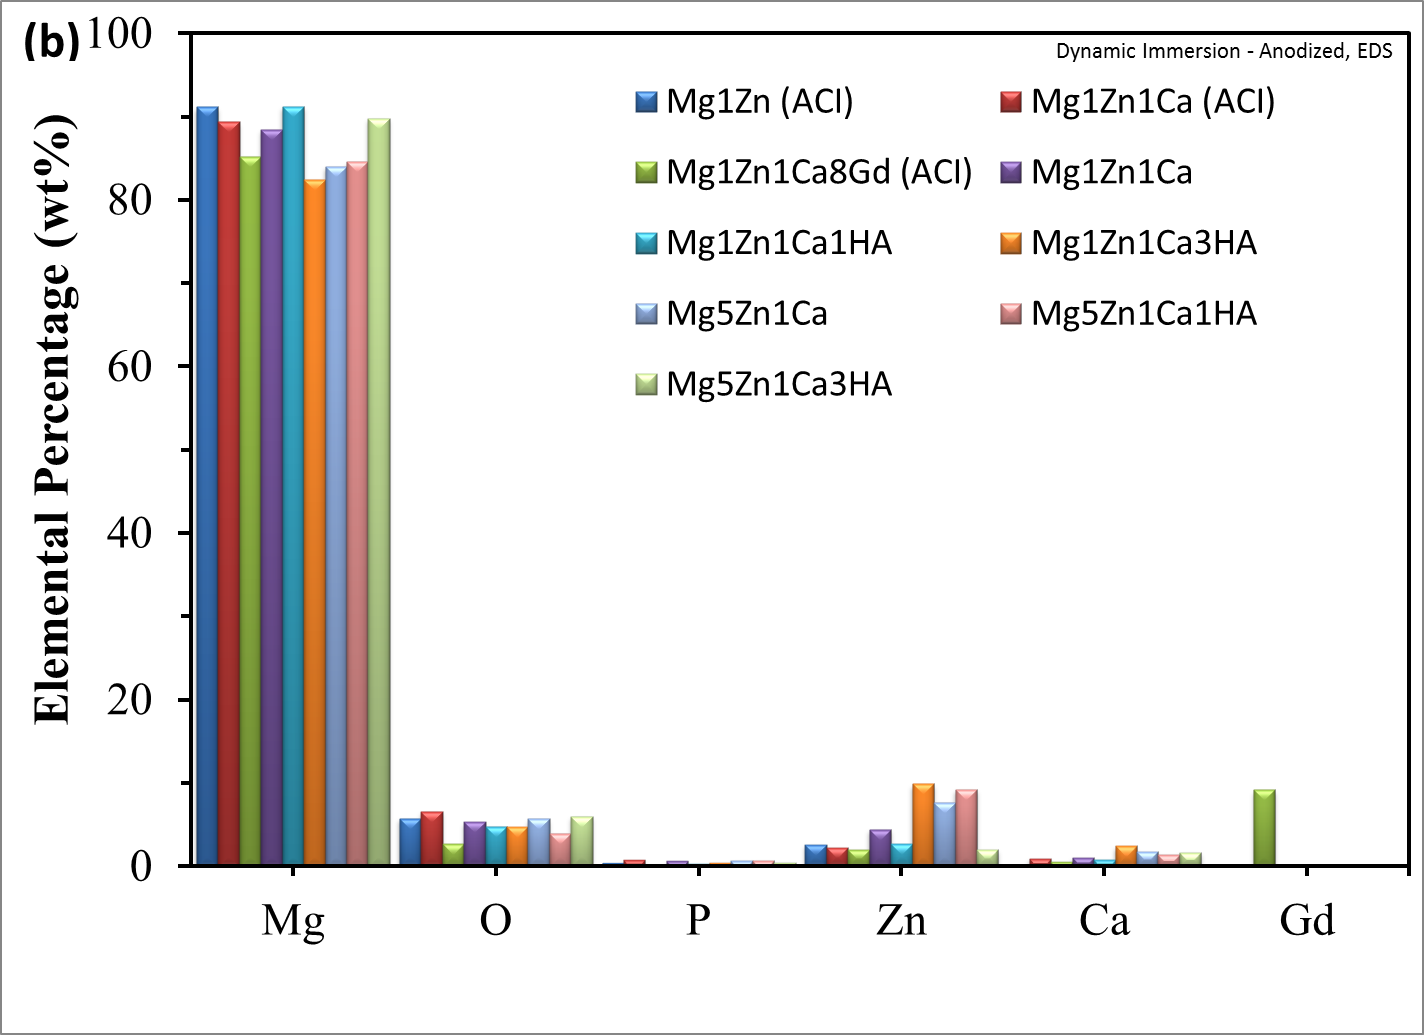 (b)
Dynamic Immersion - Anodized, EDS
Elemental Percentage (wt%)
100
80
60
40
20
0
Mg1Zn (ACI) Mg1Zn1Ca (ACI)
Mg1Zn1Ca8Gd (ACI) Mg1Zn1Ca
Mg1Zn1Ca1HA Mg1Zn1Ca3HA
Mg5Zn1Ca Mg5Zn1Ca1HA
Mg5Zn1Ca3HA
Mg O P Zn Ca Gd